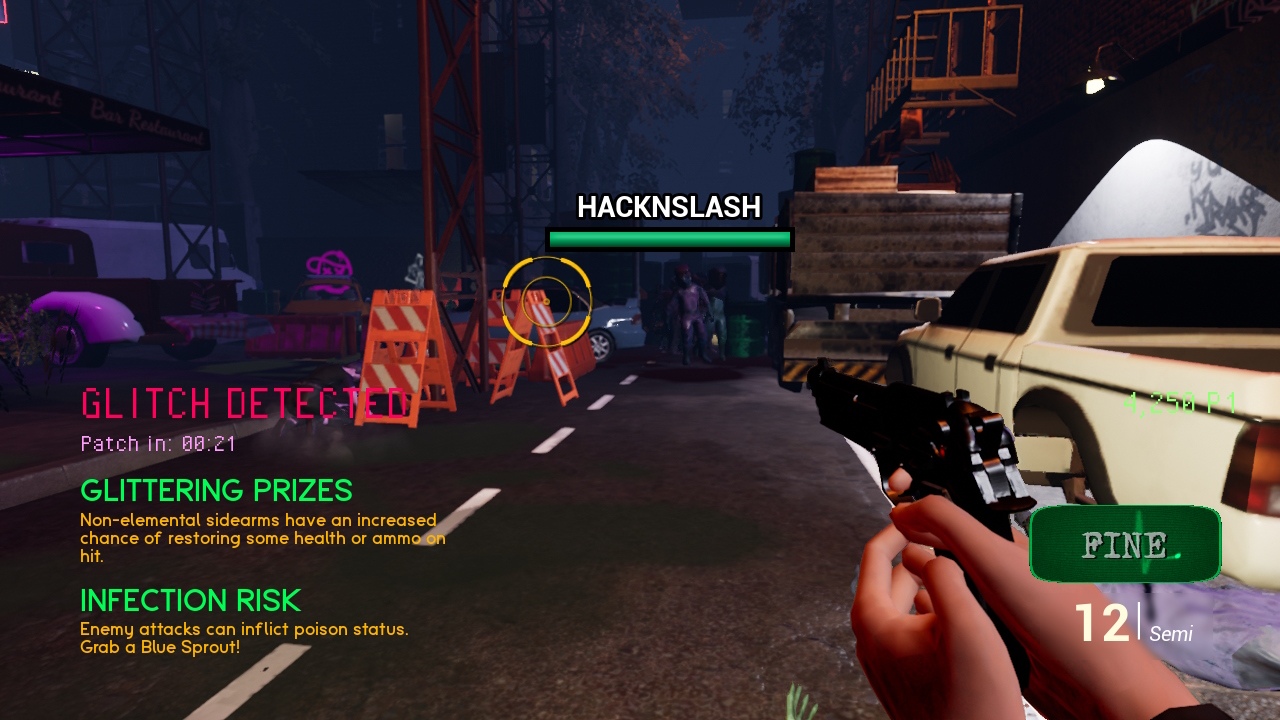 Bar Restaurant
HACKNSLASH
GLITCH DETECTED
Patch in: 00:21
4,250 P1
GLITTERING PRIZES
Non-elemental sidearms have an increased
chance of restoring some health or ammo on
hit.
FINE
INFECTION RISK
Enemy attacks can inflict poison status.
Grab a Blue Sprout!
12
Semi